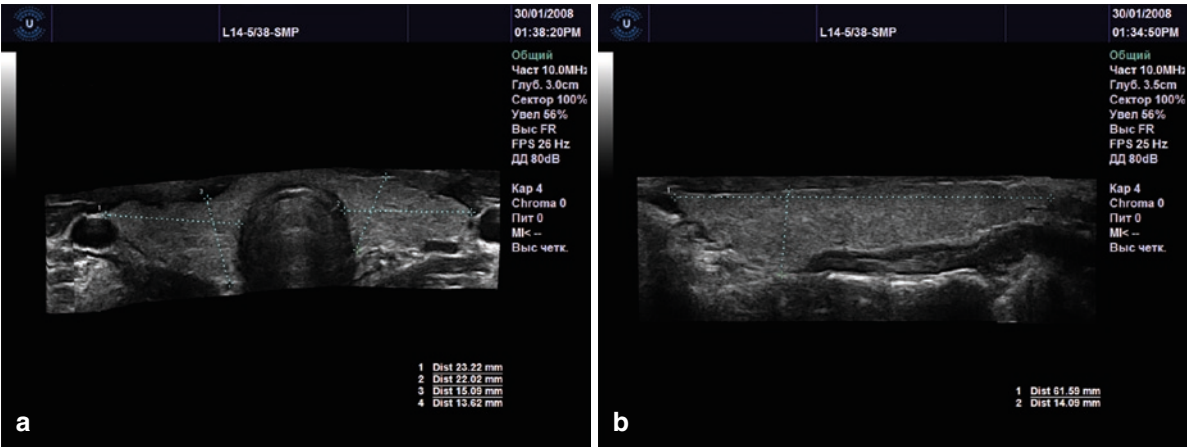 U
L14-5/38-SMP
30/01/2008
01:38:20PM
Общий
Част 10.0MHz
Глуб. 3.0cm
Сектор 100%
Увел 56%
Выс FR
FPS 26 Hz
ДД 80dB
Кар 4
Chroma 0
Пит 0
MI< --
Выс четк.
1
3
1 Dist 23.22 mm
2 Dist 22.02 mm
3 Dist 15.09 mm
4 Dist 13.62 mm
a
U
L14-5/38-SMP
30/01/2008
01:34:50PM
Общий
Част 10.0MHz
Глуб. 3.5cm
Сектор 100%
Увел 56%
Выс FR
FPS 25 Hz
ДД 80dB
Кар 4
Chroma 0
Пит 0
MI< --
Выс четк.
1
1 Dist 61.59 mm
2 Dist 14.09 mm
b